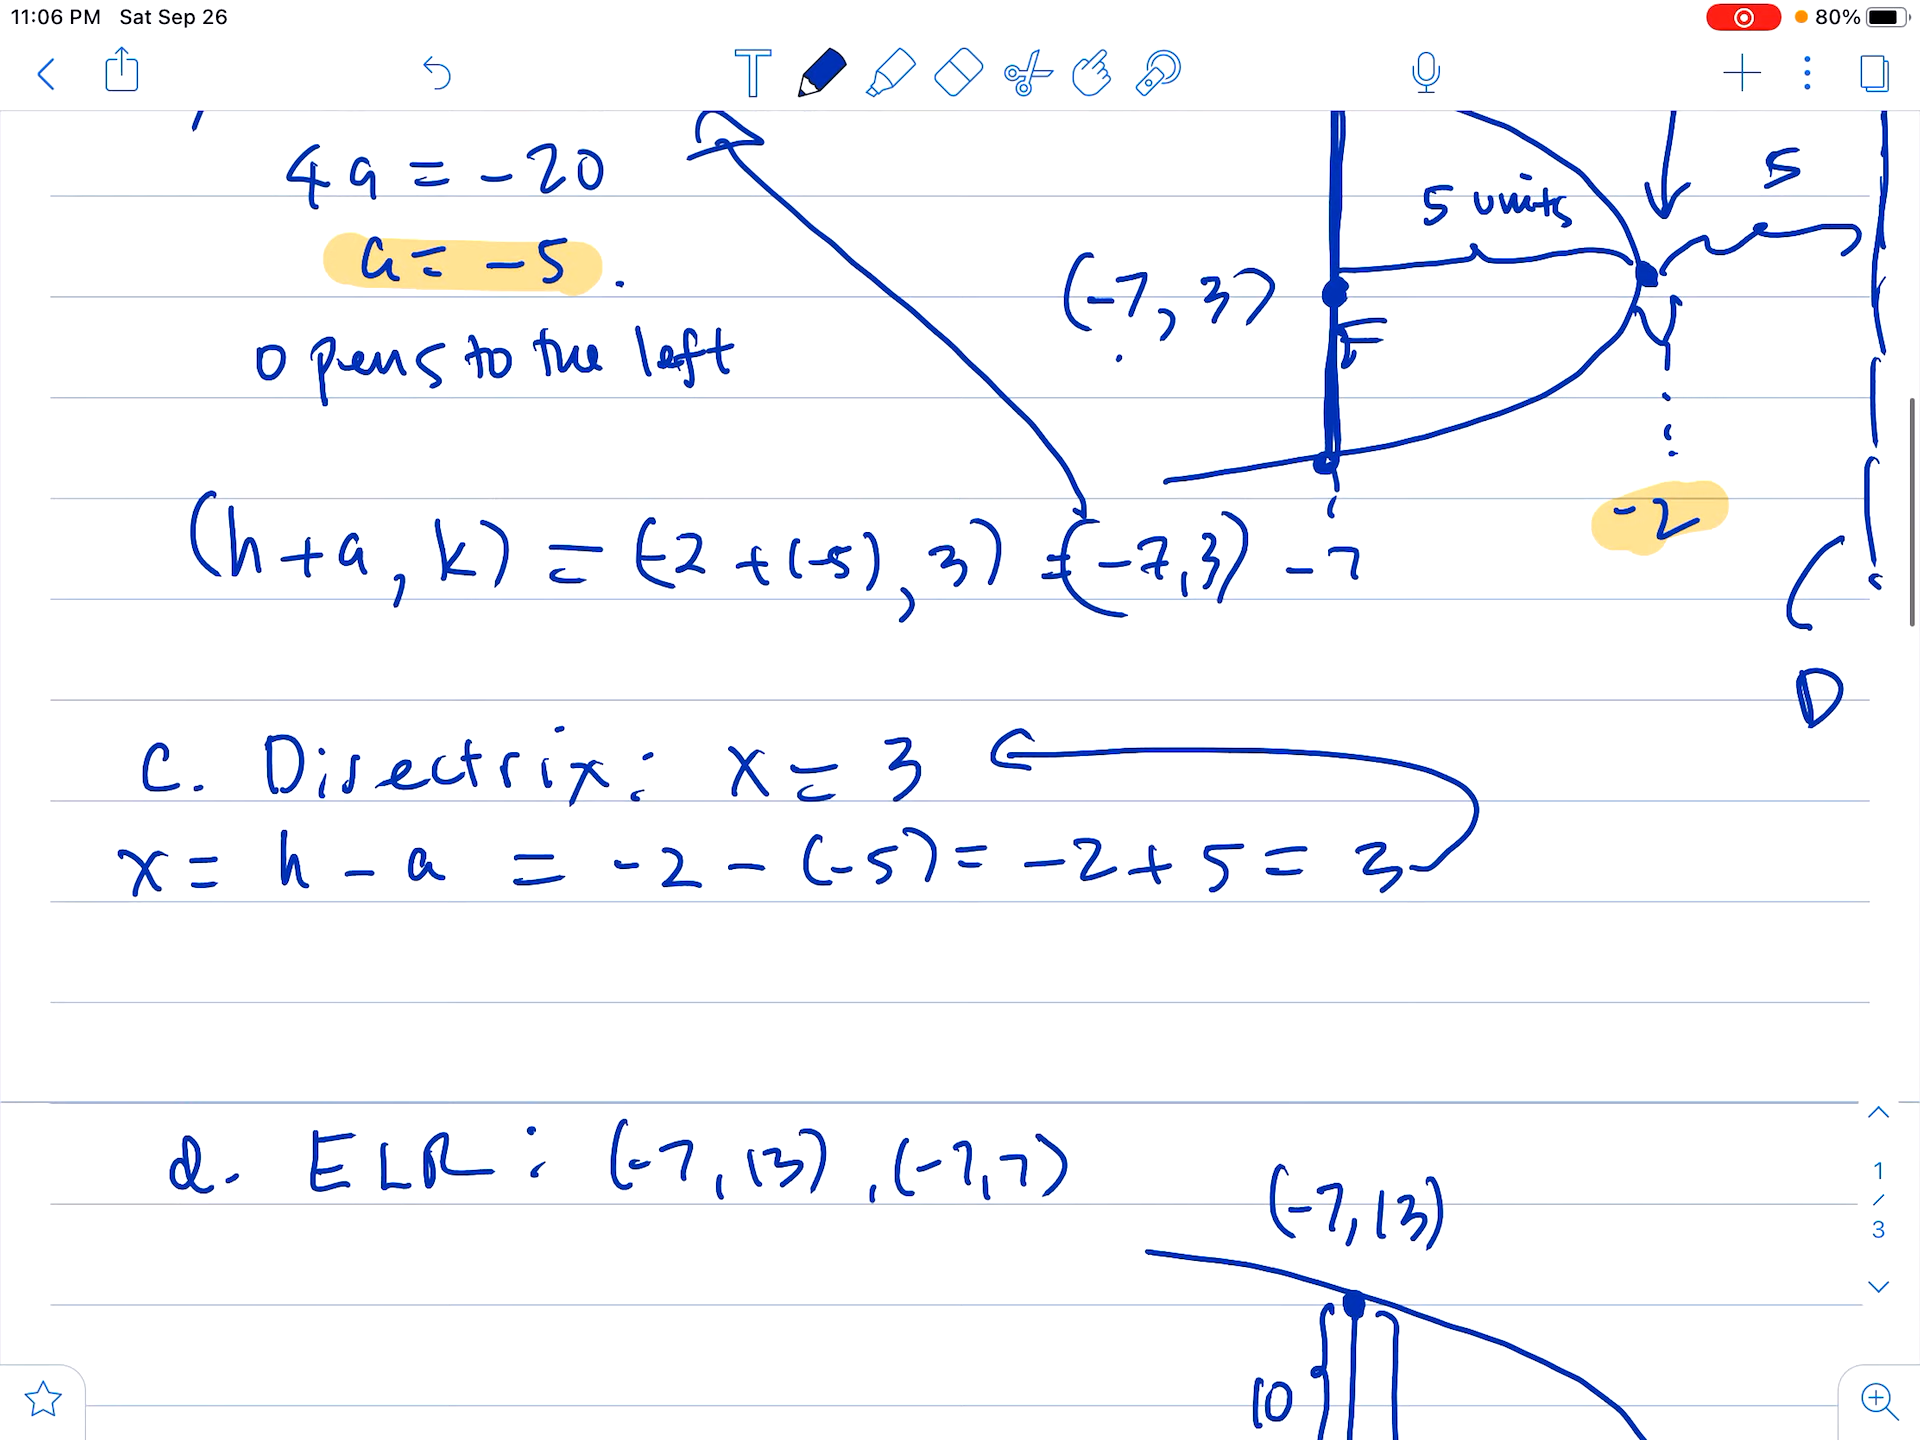 11:06 PM Sat Sep 26
80%
T
4a = -20
a = -5.
opens to the left
5 units
5
(-7, 3)
F
V
-2
(h+a, k) = (-2 + (-5), 3) = (-7, 3)
-7
D
c. Directrix: x = 3
x = h - a = -2 - (-5) = -2 + 5 = 3
d. ELR: (-7, 13), (-7, 7)
(-7, 13)
10
1
/
3